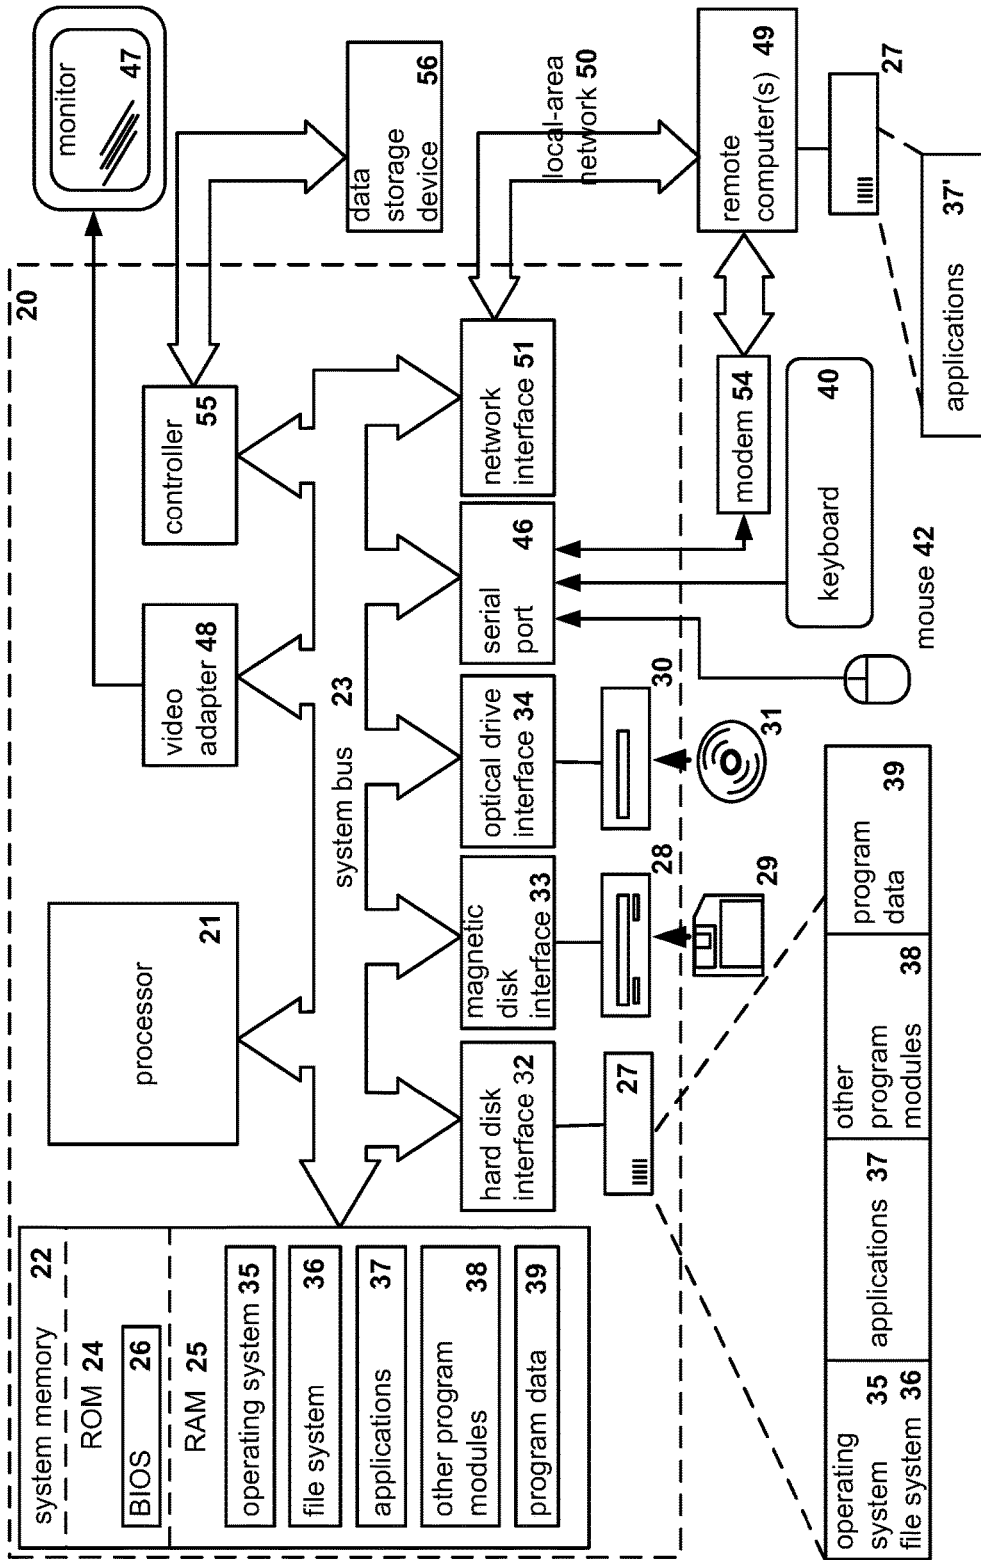 20
system memory 22
ROM 24
BIOS 26
RAM 25
operating system 35
file system 36
applications 37
other program
modules 38
program data 39
processor 21
video
adapter 48
controller 55
monitor 47
system bus 23
data
storage
device 56
local-area
network 50
hard disk
interface 32
magnetic
disk
interface 33
optical drive
interface 34
serial
port 46
network
interface 51
27
28
30
29
31
modem 54
remote
computer(s) 49
27
keyboard 40
mouse 42
applications 37'
operating
system 35
file system 36
applications 37
other
program
modules 38
program
data 39